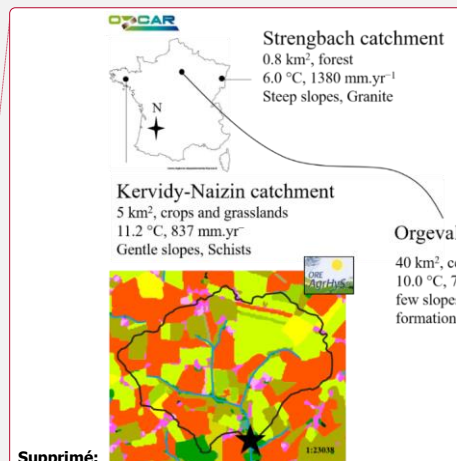 OZCAR
Strengbach catchment
0.8 km², forest
6.0 °C, 1380 mm.yr⁻¹
Steep slopes, Granite
N
Kervidy-Naizin catchment
5 km², crops and grasslands
11.2 °C, 837 mm.yr⁻
Gentle slopes, Schists
Orgeval
40 km², c
10.0 °C, 7
few slopes
formation
ORE
AgrHyS
1:23038
Supprimé: